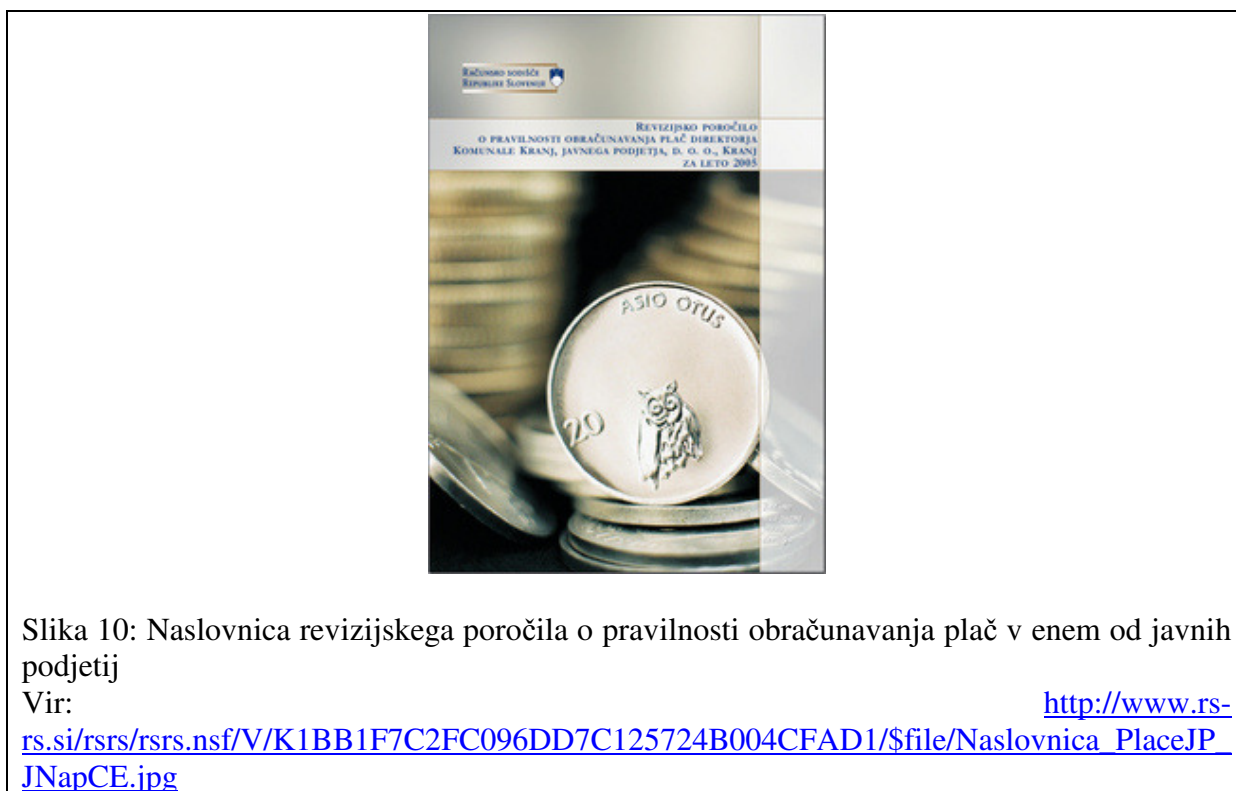 RAČUNSKO SODIŠČE
REPUBLIKE SLOVENIJE
REVIZIJSKO POROČILO
O PRAVILNOSTI OBRAČUNAVANJA PLAČ DIREKTORJA
KOMUNALE KRANJ, JAVNEGA PODJETJA, D. O. O., KRANJ
ZA LETO 2005
ASIO OTUS
20
Slika 10: Naslovnica revizijskega poročila o pravilnosti obračunavanja plač v enem od javnih
podjetij
Vir: http://www.rs-
rs.si/rsrs/rsrs.nsf/V/K1BB1F7C2FC096DD7C125724B004CFAD1/$file/Naslovnica_PlaceJP_
JNapCE.jpg